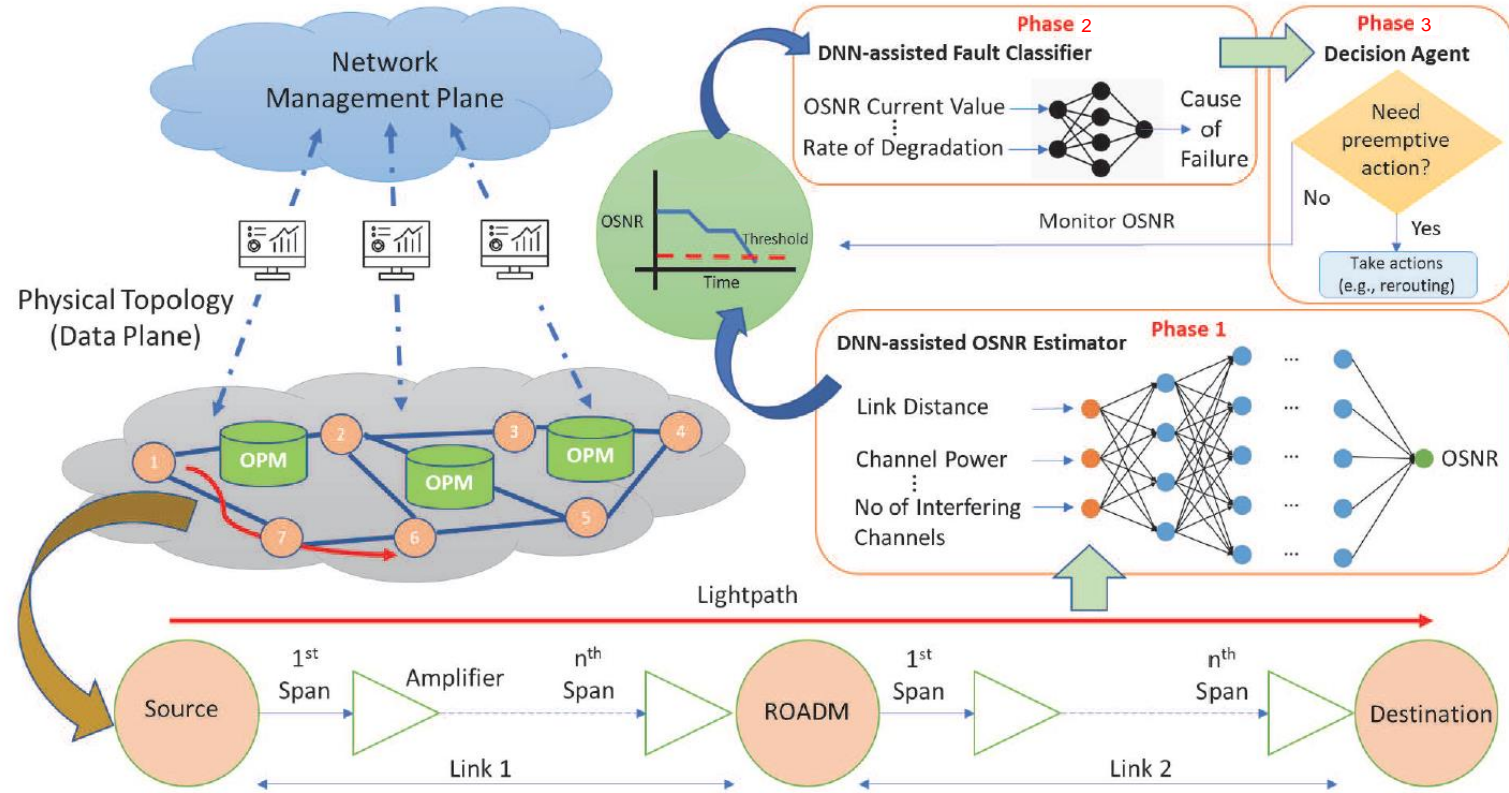 Network
Management Plane
Physical Topology
(Data Plane)
OPM
OPM
OPM
1
2
3
4
5
6
7
OSNR
Threshold
Time
Phase 2
DNN-assisted Fault Classifier
OSNR Current Value
Rate of Degradation
Cause
of
Failure
Phase 3
Decision Agent
Need
preemptive
action?
No
Yes
Take actions
(e.g., rerouting)
Monitor OSNR
Phase 1
DNN-assisted OSNR Estimator
Link Distance
Channel Power
No of Interfering
Channels
...
...
...
...
...
OSNR
Lightpath
Source
1st
Span
Amplifier
nth
Span
ROADM
1st
Span
nth
Span
Destination
Link 1
Link 2